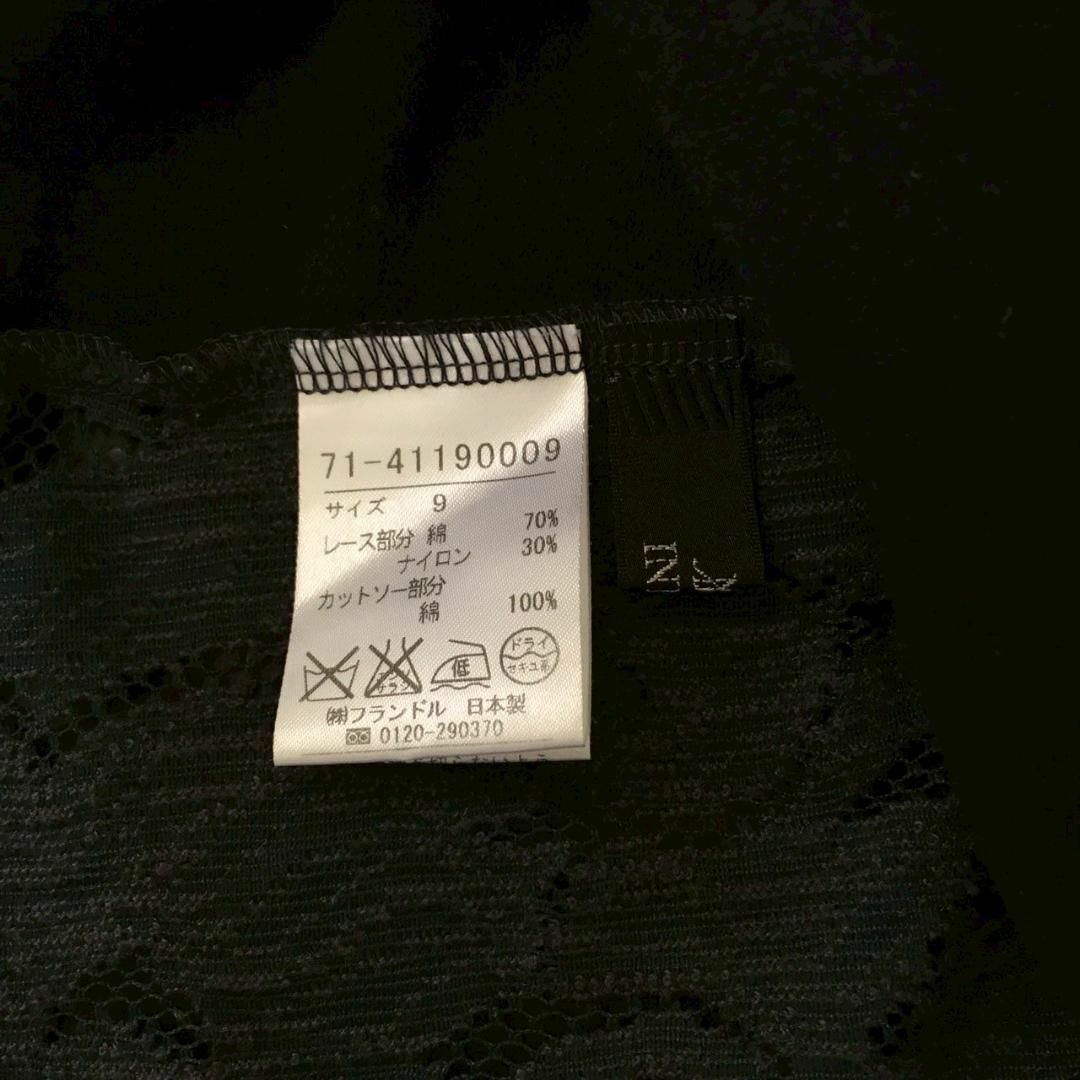 71-41190009
サイズ 9
レース部分 綿 70%
ナイロン 30%
カットソー部分
綿 100%
低
ドライ
セキユ系
㈱フランドル 日本製
0120-290370